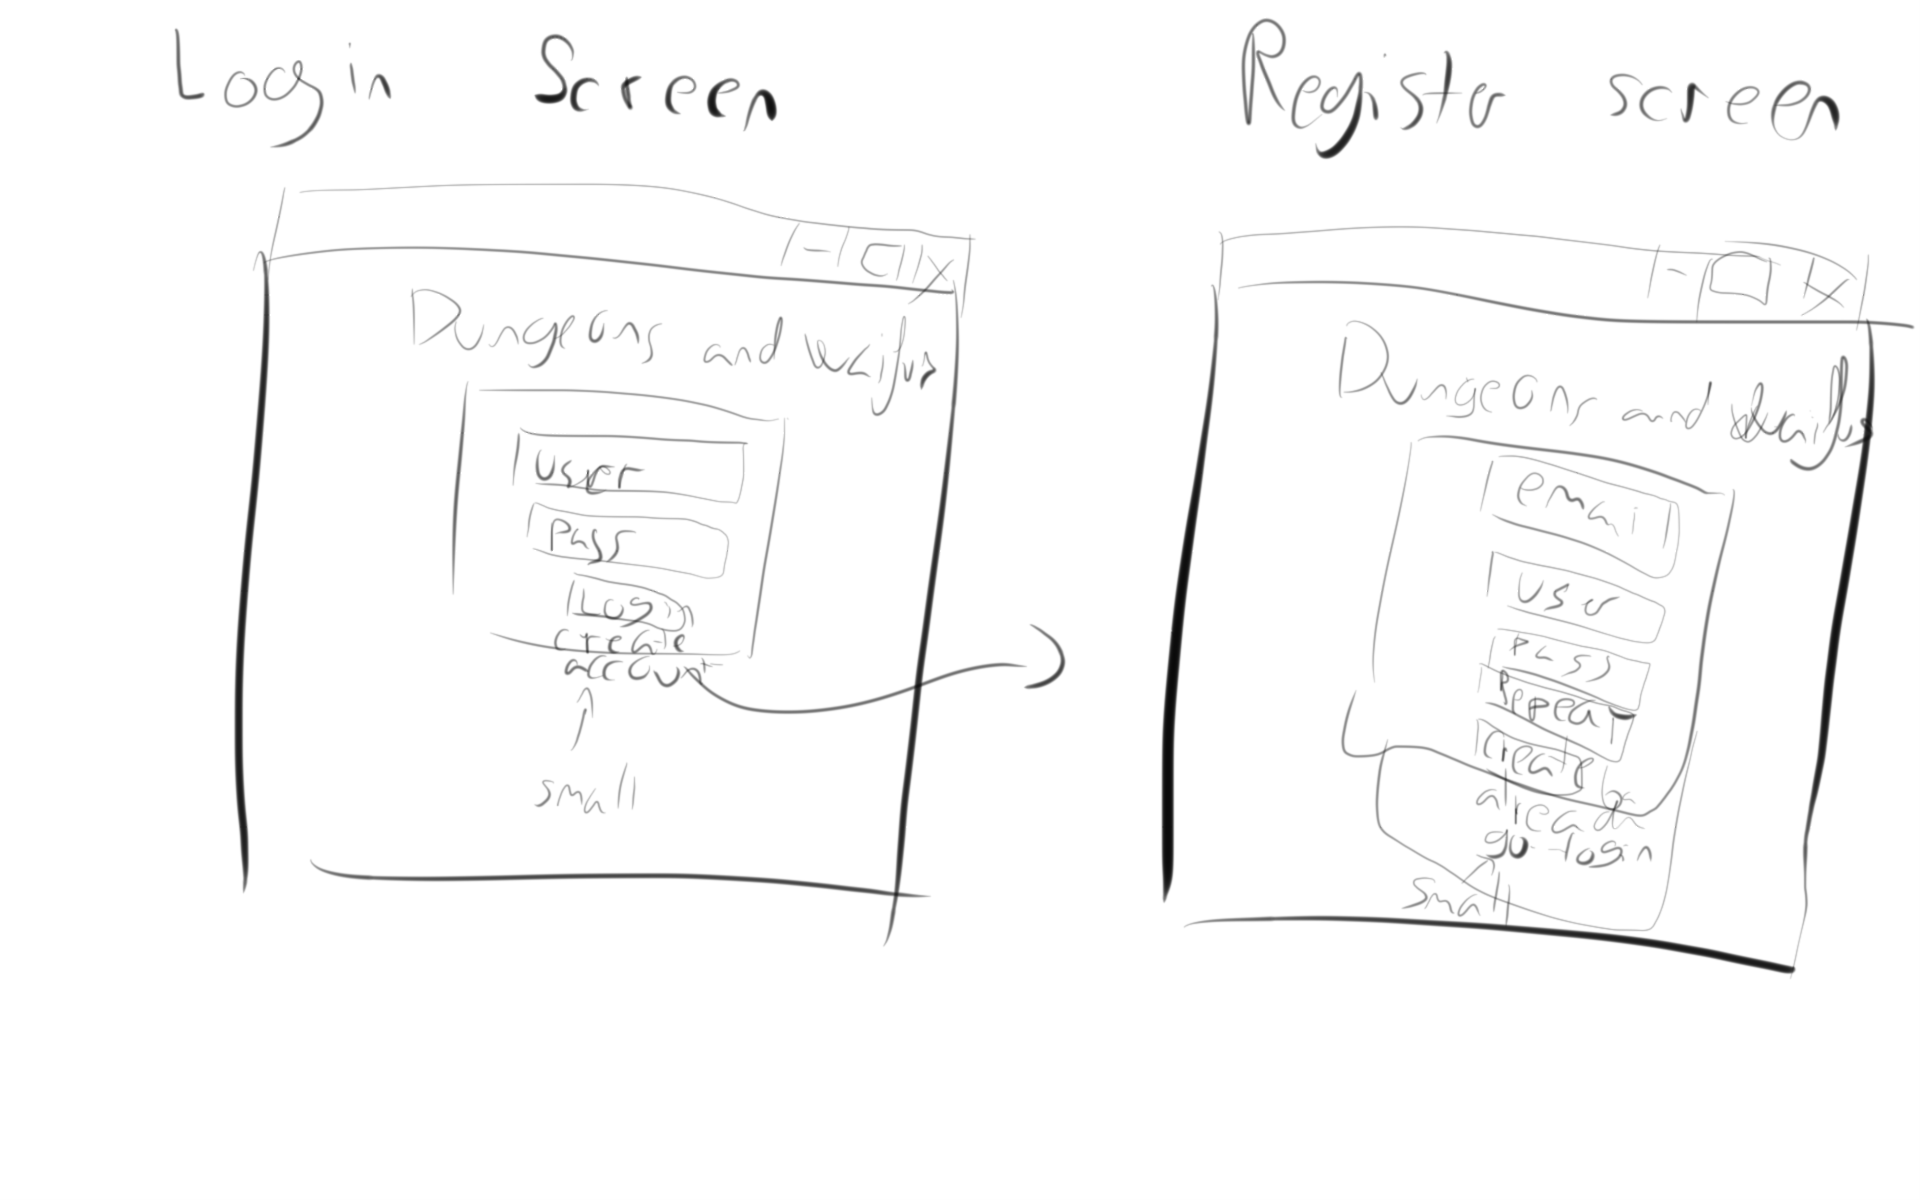 Login Screen
Register screen
- X
Dungeons and waifus
user
pass
Login
create
account
small
- X
Dungeons and waifus
email
user
pass
Repeat
Create
already
go login
small